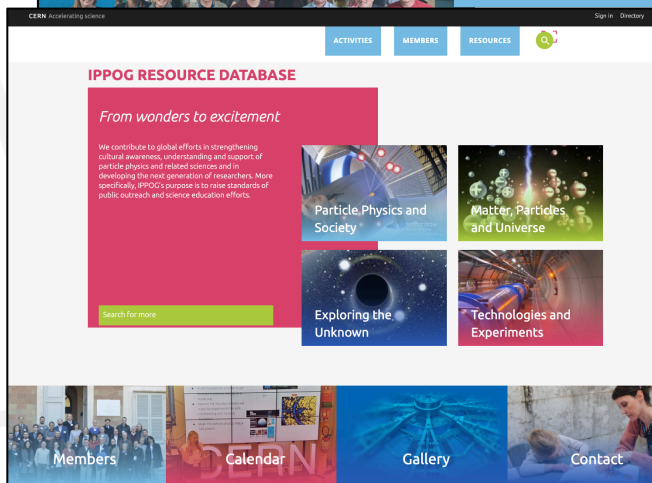 CERN Accelerating science
Sign in Directory
ACTIVITIES MEMBERS RESOURCES
IPPOG RESOURCE DATABASE
From wonders to excitement
We contribute to global efforts in strengthening
cultural awareness, understanding and support of
particle physics and related sciences and in
developing the next generation of researchers. More
specifically, IPPOG's purpose is to raise standards of
public outreach and science education efforts.
Search for more
Particle Physics and
Society
Matter, Particles
and Universe
Exploring the
Unknown
Technologies and
Experiments
Members
Calendar
CERN
Gallery
Contact